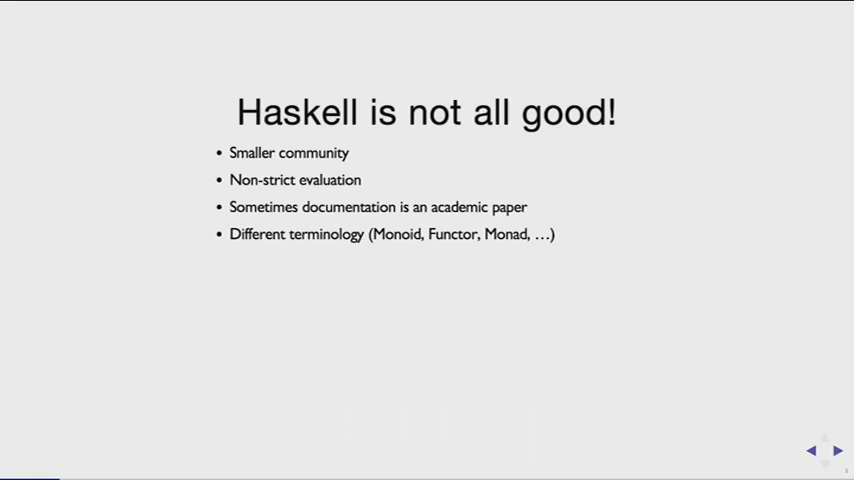 Haskell is not all good!
• Smaller community
• Non-strict evaluation
• Sometimes documentation is an academic paper
• Different terminology (Monoid, Functor, Monad, …)